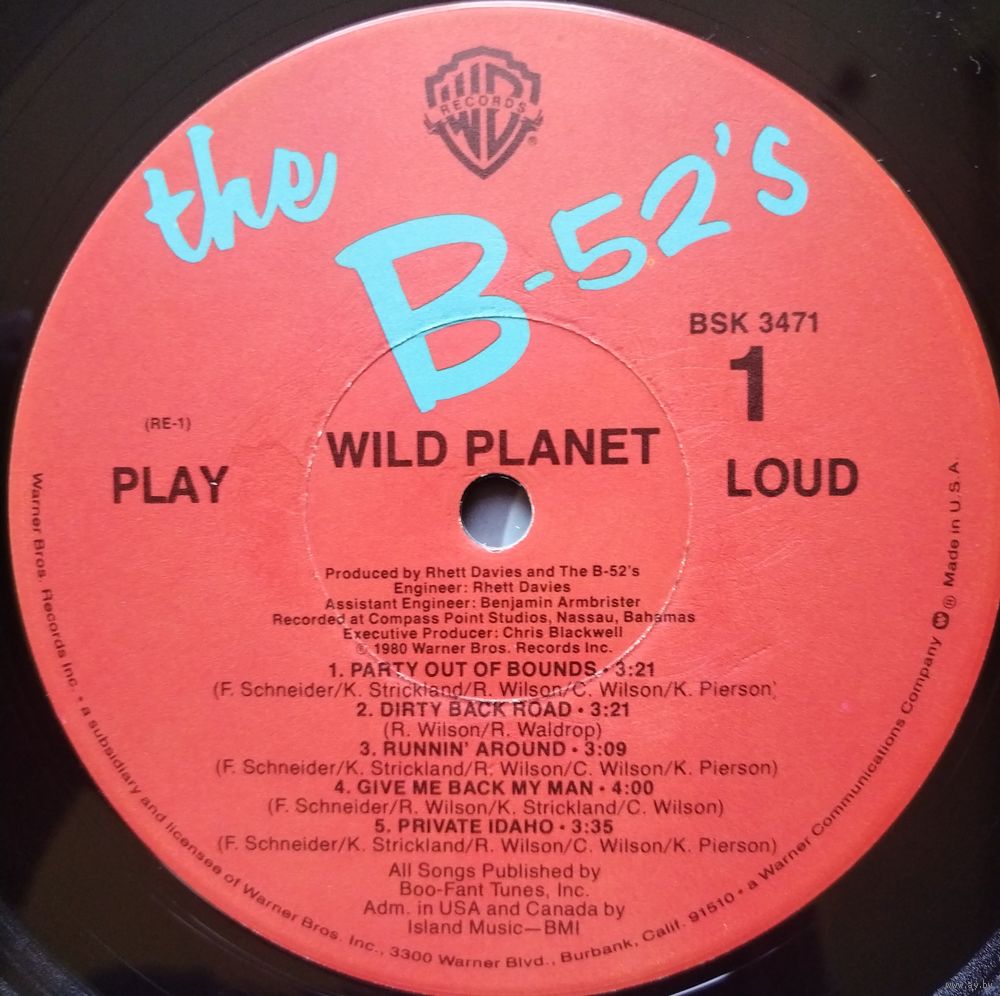 RECORDS
the B-52's
BSK 3471
1
(RE-1)
WILD PLANET
PLAY
LOUD
Produced by Rhett Davies and The B-52's
Engineer: Rhett Davies
Assistant Engineer: Benjamin Armbrister
Recorded at Compass Point Studios, Nassau, Bahamas
Executive Producer: Chris Blackwell
℗ 1980 Warner Bros. Records Inc.
1. PARTY OUT OF BOUNDS • 3:21
(F. Schneider/K. Strickland/R. Wilson/C. Wilson/K. Pierson)
2. DIRTY BACK ROAD • 3:21
(R. Wilson/R. Waldrop)
3. RUNNIN' AROUND • 3:09
(F. Schneider/K. Strickland/R. Wilson/C. Wilson/K. Pierson)
4. GIVE ME BACK MY MAN • 4:00
(F. Schneider/R. Wilson/K. Strickland/C. Wilson)
5. PRIVATE IDAHO • 3:35
(F. Schneider/K. Strickland/R. Wilson/C. Wilson/K. Pierson)
All Songs Published by
Boo-Fant Tunes, Inc.
Adm. in USA and Canada by
Island Music—BMI
Warner Bros. Records Inc. • a subsidiary and licensee of Warner Bros. Inc., 3300 Warner Blvd., Burbank, Calif. 91510 • a Warner Communications Company ® Made in U.S.A.
www.ay.by